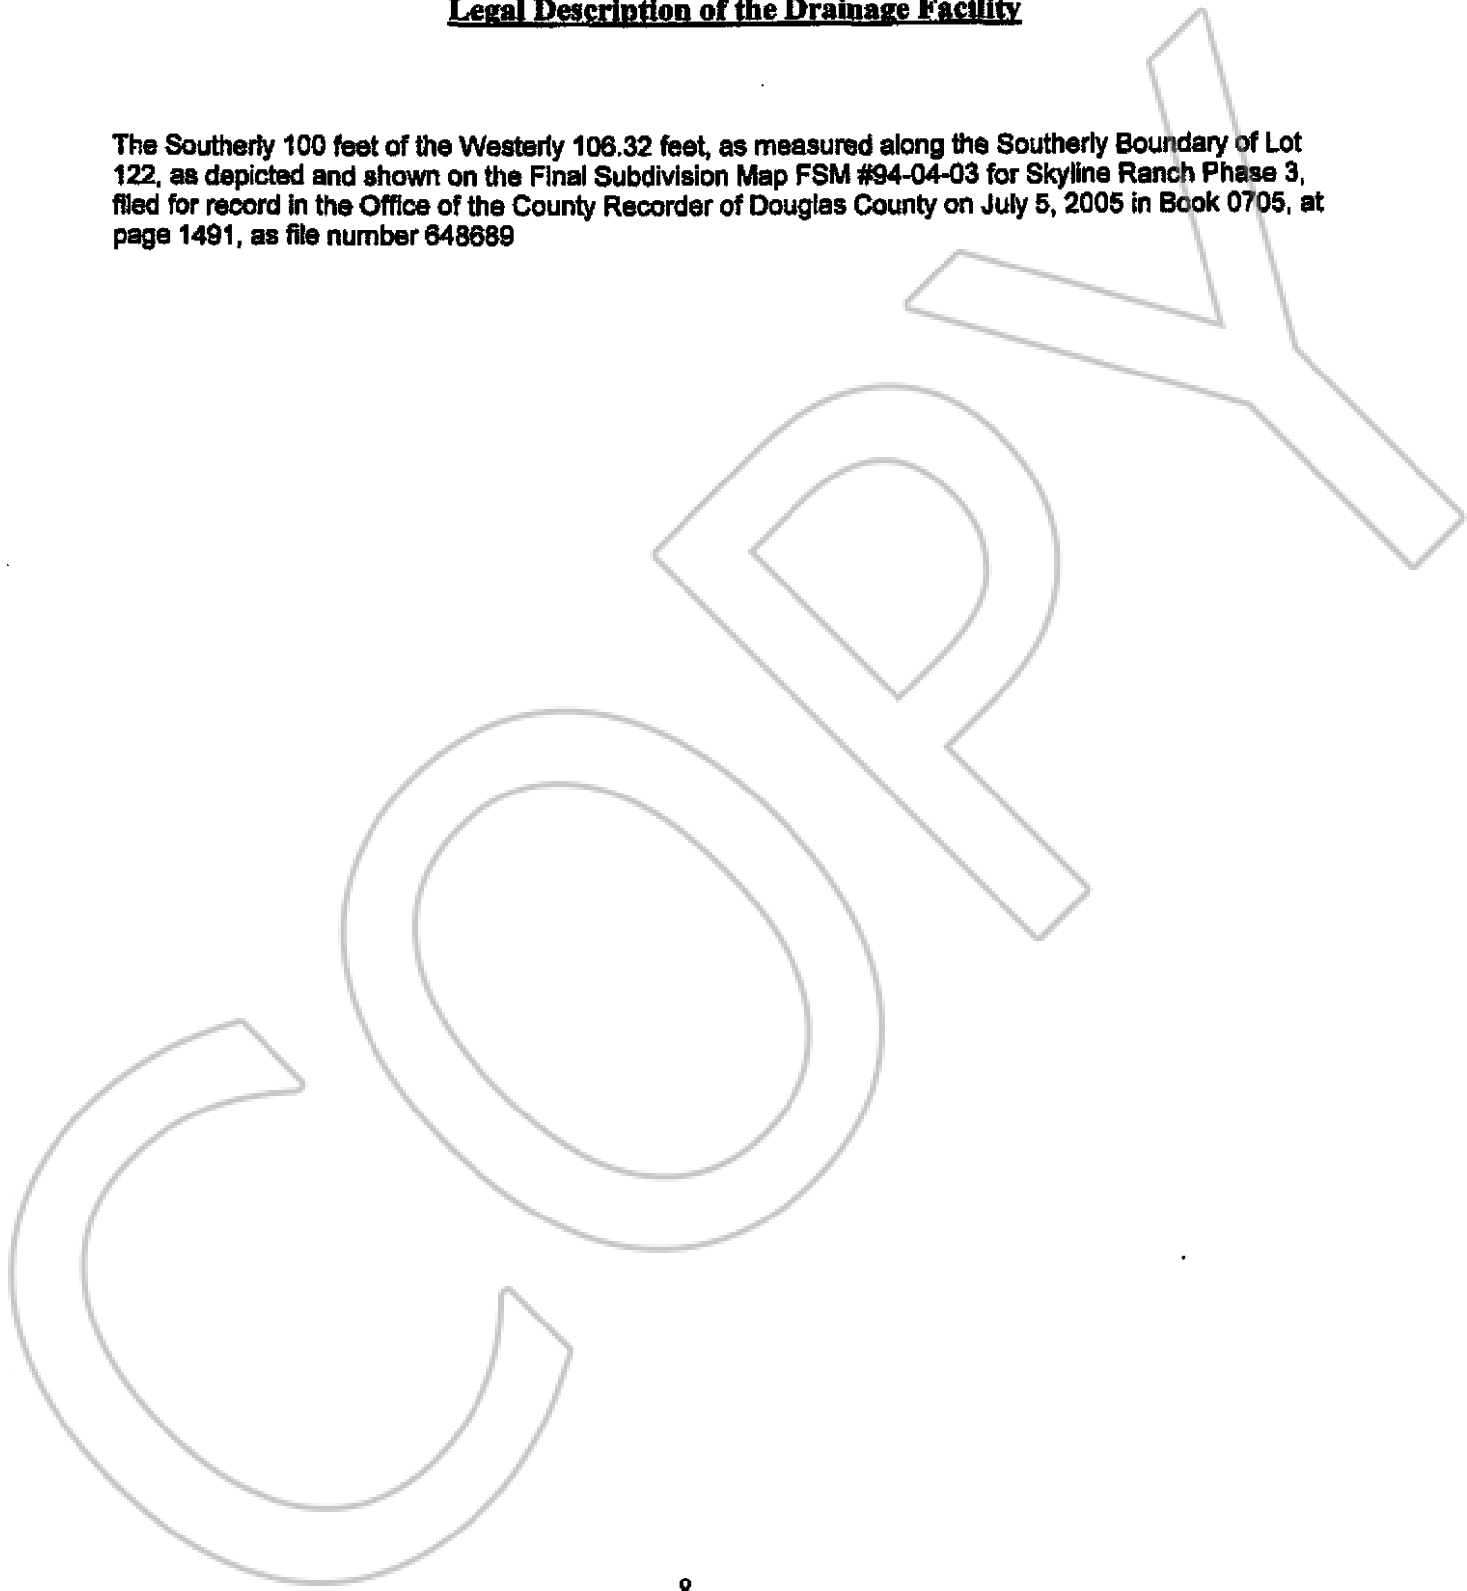 Legal Description of the Drainage Facility
The Southerly 100 feet of the Westerly 106.32 feet, as measured along the Southerly Boundary of Lot
122, as depicted and shown on the Final Subdivision Map FSM #94-04-03 for Skyline Ranch Phase 3,
filed for record in the Office of the County Recorder of Douglas County on July 5, 2005 in Book 0705, at
page 1491, as file number 648689
COPY